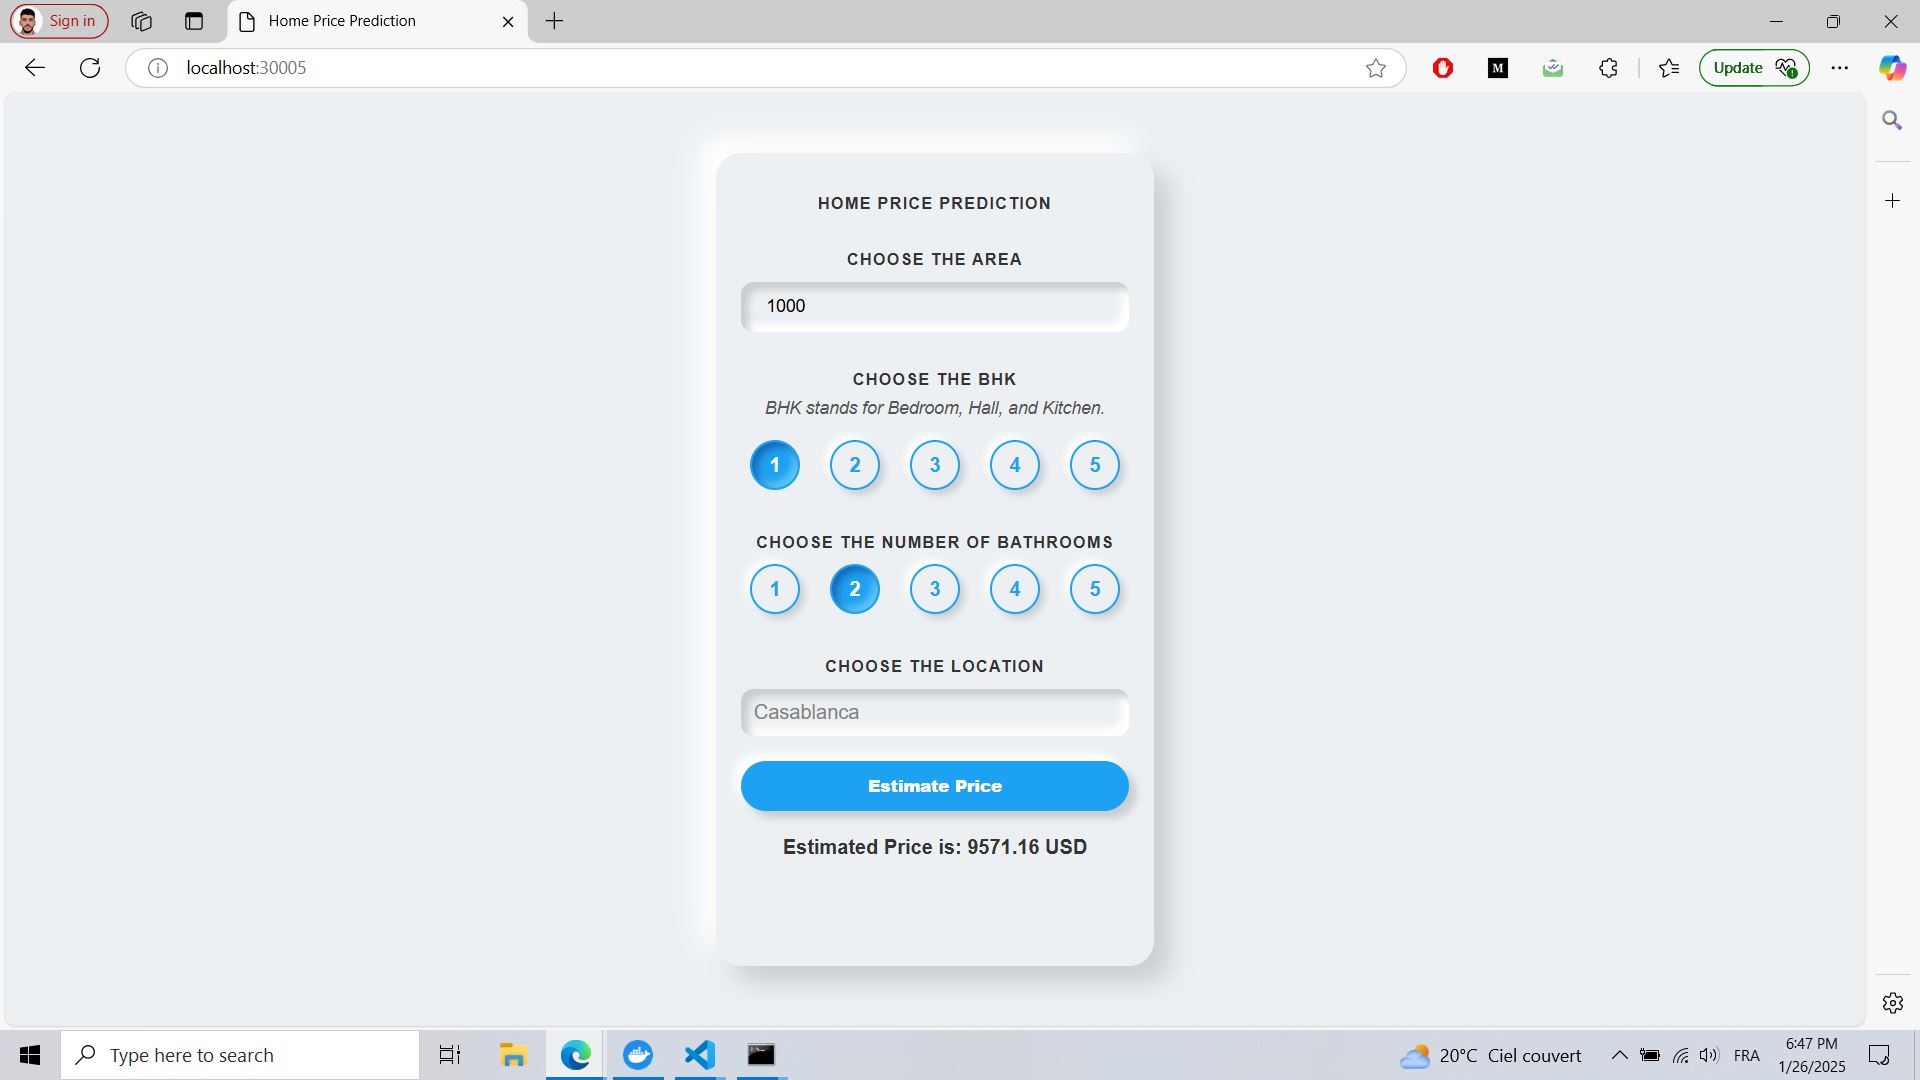 Sign in
Home Price Prediction
localhost:30005
M
Update
HOME PRICE PREDICTION
CHOOSE THE AREA
1000
CHOOSE THE BHK
BHK stands for Bedroom, Hall, and Kitchen.
1 2 3 4 5
CHOOSE THE NUMBER OF BATHROOMS
1 2 3 4 5
CHOOSE THE LOCATION
Casablanca
Estimate Price
Estimated Price is: 9571.16 USD
Type here to search
20°C Ciel couvert
FRA
6:47 PM
1/26/2025